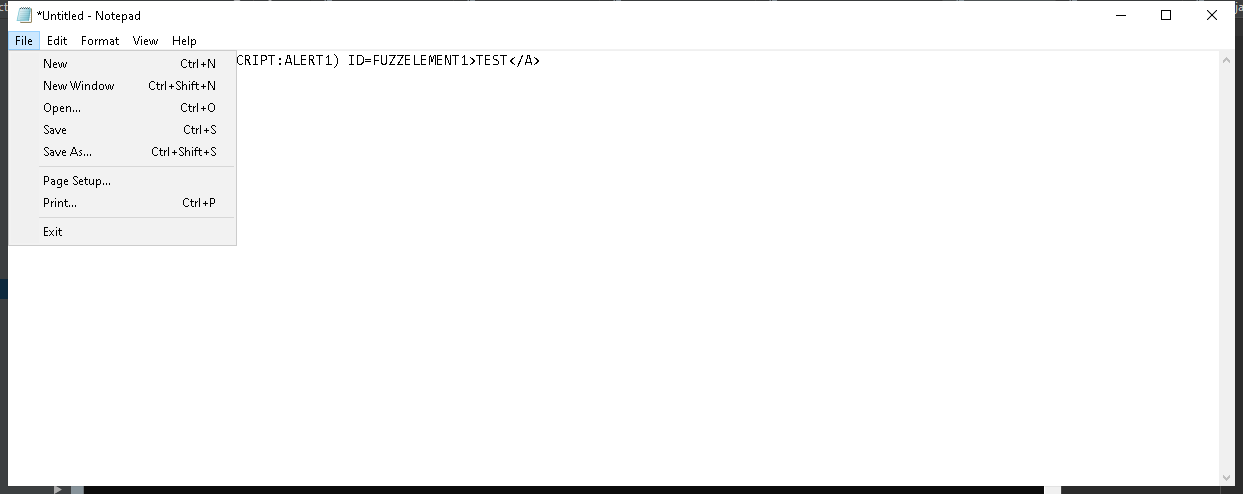 *Untitled - Notepad
File Edit Format View Help
CRIPT:ALERT1) ID=FUZZELEMENT1>TEST</A>
New Ctrl+N
New Window Ctrl+Shift+N
Open... Ctrl+O
Save Ctrl+S
Save As... Ctrl+Shift+S
Page Setup...
Print... Ctrl+P
Exit